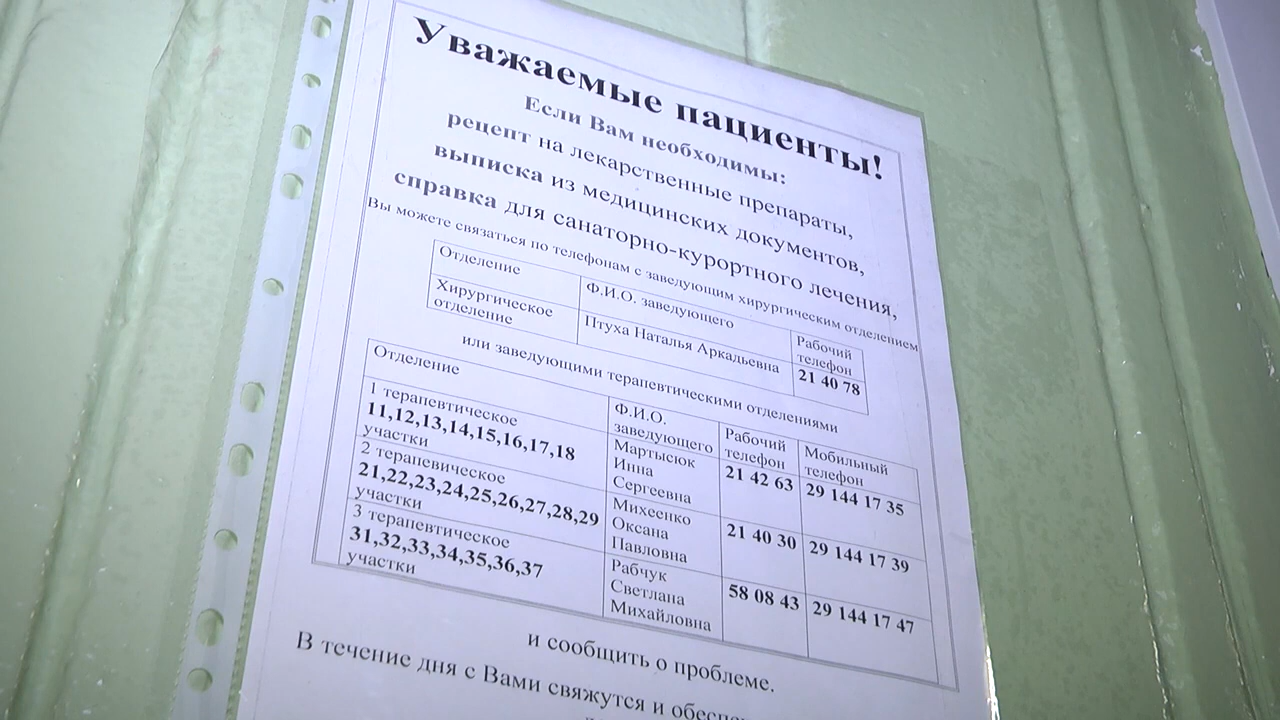 Уважаемые пациенты!
Если Вам необходимы:
рецепт на лекарственные препараты,
выписка из медицинских документов,
справка для санаторно-курортного лечения,
Вы можете связаться по телефонам с заведующим хирургическим отделением
Отделение Ф.И.О. заведующего Рабочий телефон
Хирургическое отделение Птуха Наталья Аркадьевна 21 40 78
или заведующими терапевтическими отделениями
Отделение Ф.И.О. заведующего Рабочий телефон Мобильный телефон
1 терапевтическое
11,12,13,14,15,16,17,18
участки
Мартысюк
Инна
Сергеевна
21 42 63 29 144 17 35
2 терапевическое
21,22,23,24,25,26,27,28,29
участки
Михеенко
Оксана
Павловна
21 40 30 29 144 17 39
3 терапевтическое
31,32,33,34,35,36,37
участки
Рабчук
Светлана
Михайловна
58 08 43 29 144 17 47
и сообщить о проблеме.
В течение дня с Вами свяжутся и